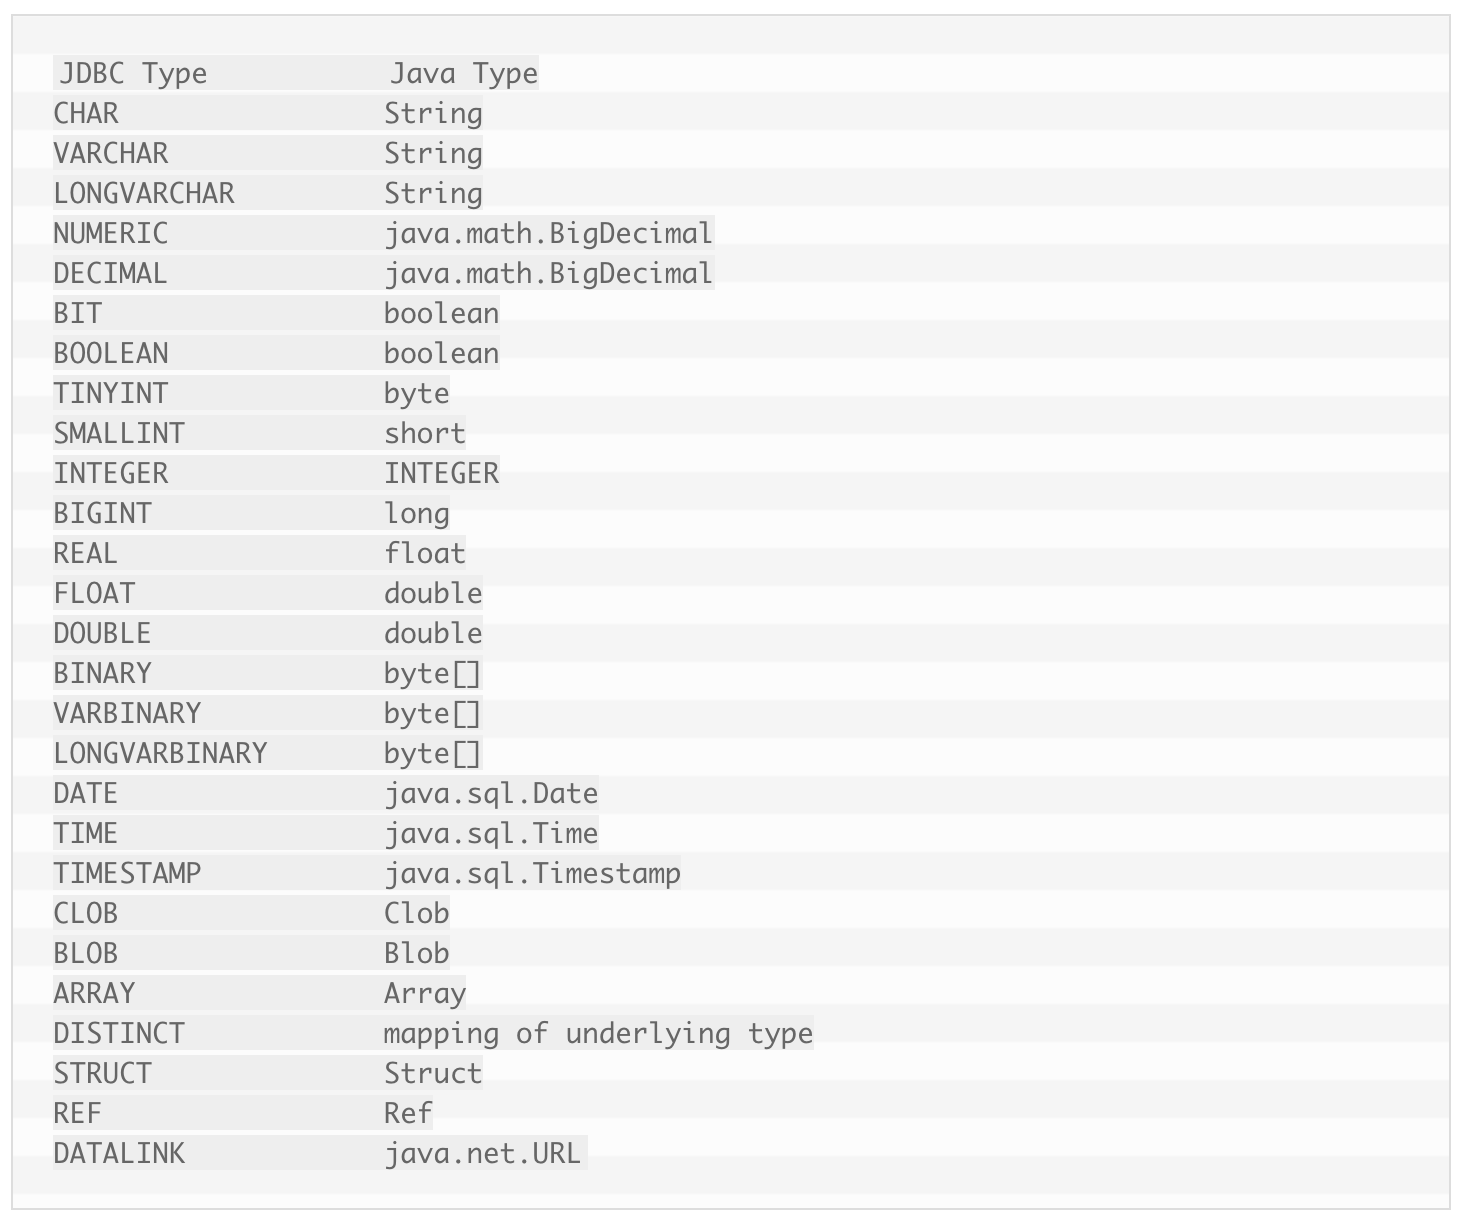 JDBC Type Java Type
CHAR String
VARCHAR String
LONGVARCHAR String
NUMERIC java.math.BigDecimal
DECIMAL java.math.BigDecimal
BIT boolean
BOOLEAN boolean
TINYINT byte
SMALLINT short
INTEGER INTEGER
BIGINT long
REAL float
FLOAT double
DOUBLE double
BINARY byte[]
VARBINARY byte[]
LONGVARBINARY byte[]
DATE java.sql.Date
TIME java.sql.Time
TIMESTAMP java.sql.Timestamp
CLOB Clob
BLOB Blob
ARRAY Array
DISTINCT mapping of underlying type
STRUCT Struct
REF Ref
DATALINK java.net.URL